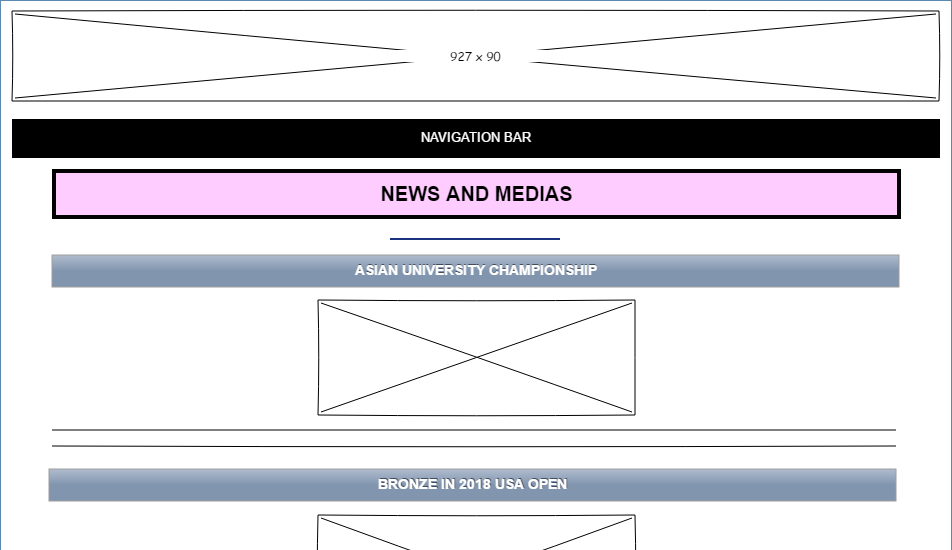 927 x 90
NAVIGATION BAR
NEWS AND MEDIAS
ASIAN UNIVERSITY CHAMPIONSHIP
BRONZE IN 2018 USA OPEN